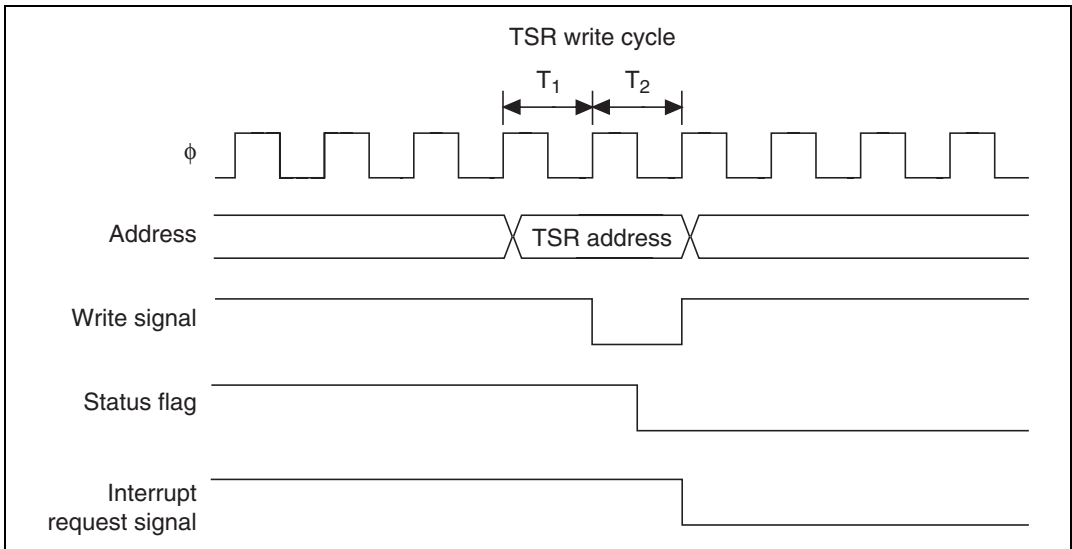 TSR write cycle
T₁ T₂
ϕ
Address TSR address
Write signal
Status flag
Interrupt
request signal